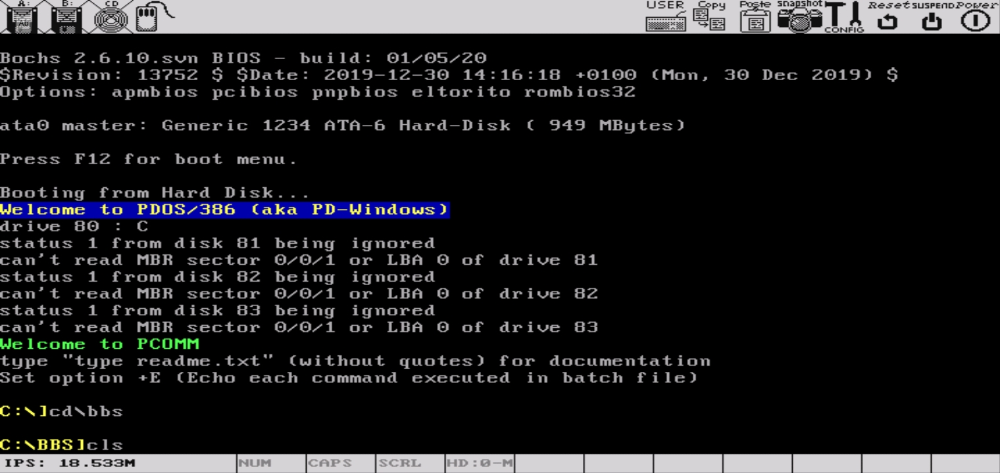 A: B: CD USER Copy Paste snapshot CONFIG Reset SUSPEND Power
Bochs 2.6.10.svn BIOS - build: 01/05/20
$Revision: 13752 $ $Date: 2019-12-30 14:16:18 +0100 (Mon, 30 Dec 2019) $
Options: apmbios pcibios pnpbios eltorito rombios32
ata0 master: Generic 1234 ATA-6 Hard-Disk ( 949 MBytes)
Press F12 for boot menu.
Booting from Hard Disk...
Welcome to PDOS/386 (aka PD-Windows)
drive 80 : C
status 1 from disk 81 being ignored
can't read MBR sector 0/0/1 or LBA 0 of drive 81
status 1 from disk 82 being ignored
can't read MBR sector 0/0/1 or LBA 0 of drive 82
status 1 from disk 83 being ignored
can't read MBR sector 0/0/1 or LBA 0 of drive 83
Welcome to PCOMM
type "type readme.txt" (without quotes) for documentation
Set option +E (Echo each command executed in batch file)
C:\]cd\bbs
C:\BBS]cls
IPS: 18.533M NUM CAPS SCRL HD:0-M